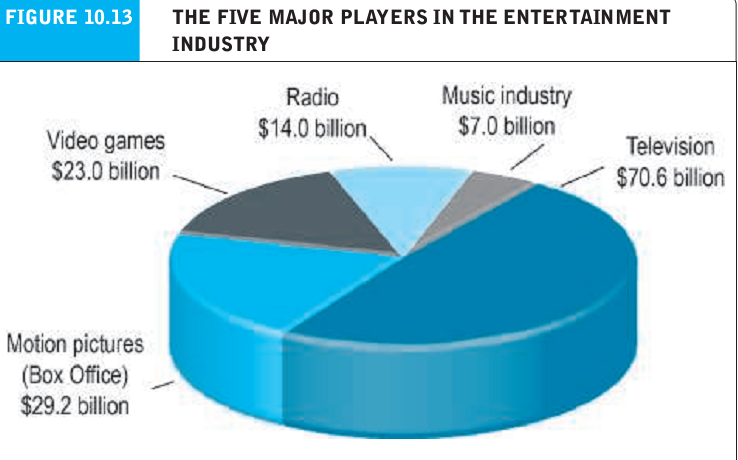 FIGURE 10.13
THE FIVE MAJOR PLAYERS IN THE ENTERTAINMENT
INDUSTRY
Radio
$14.0 billion
Music industry
$7.0 billion
Video games
$23.0 billion
Television
$70.6 billion
Motion pictures
(Box Office)
$29.2 billion